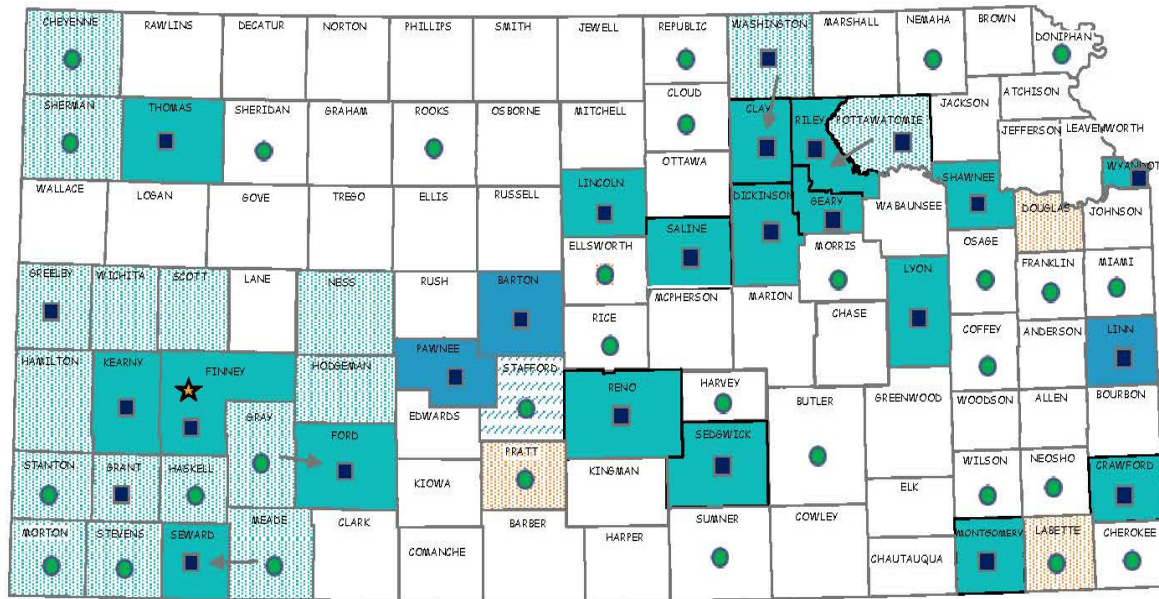 CHEYENNE
RAWLINS
DECATUR
NORTON
PHILLIPS
SMITH
JEWELL
REPUBLIC
WASHINGTON
MARSHALL
NEMAHA
BROWN
DONIPHAN
SHERMAN
THOMAS
SHERIDAN
GRAHAM
ROOKS
OSBORNE
MITCHELL
CLOUD
CLAY
RILEY
POTTAWATOMIE
JACKSON
ATCHISON
JEFFERSON
LEAVENWORTH
WYANDOT
WALLACE
LOGAN
GOVE
TREGO
ELLIS
RUSSELL
LINCOLN
OTTAWA
DICKINSON
GEARY
WABAUNSEE
SHAWNEE
DOUGLAS
JOHNSON
SALINE
ELLSWORTH
MORRIS
OSAGE
FRANKLIN
MIAMI
GREELEY
WICHITA
SCOTT
LANE
NESS
RUSH
BARTON
RICE
MCPHERSON
MARION
CHASE
LYON
COFFEY
ANDERSON
LINN
HAMILTON
KEARNY
FINNEY
HODGEMAN
PAWNEE
STAFFORD
RENO
HARVEY
BUTLER
GREENWOOD
WOODSON
ALLEN
BOURBON
GRAY
FORD
EDWARDS
PRATT
KINGMAN
SEDGWICK
STANTON
GRANT
HASKELL
KIOWA
ELK
WILSON
NEOSHO
CRAWFORD
MORTON
STEVENS
SEWARD
MEADE
CLARK
COMANCHE
BARBER
HARPER
SUMNER
COWLEY
CHAUTAUQUA
MONTGOMERY
LABETTE
CHEROKEE